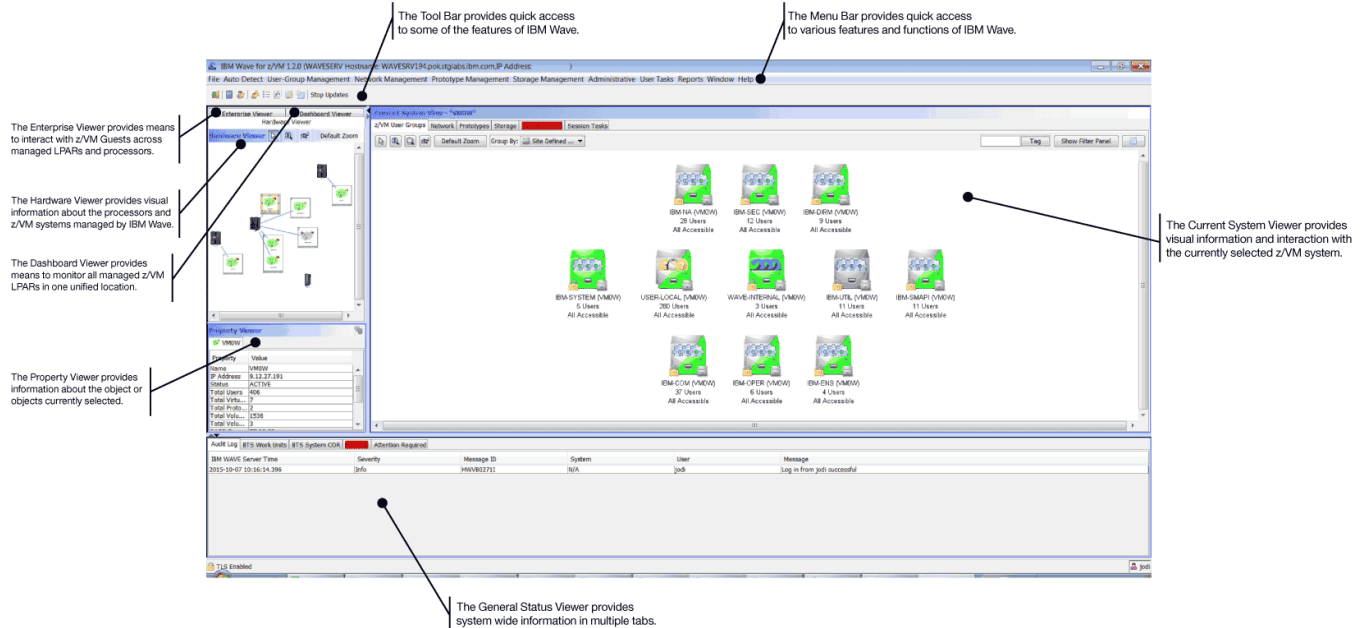 The Tool Bar provides quick access
to some of the features of IBM Wave.
The Menu Bar provides quick access
to various features and functions of IBM Wave.
IBM Wave for z/VM 1.2.0 (WAVESERV Hostname: WAVESRV194.pok.stglabs.ibm.com,IP Address: )
File Auto Detect User-Group Management Network Management Prototype Management Storage Management Administrative User Tasks Reports Window Help
Stop Updates
Enterprise Viewer Dashboard Viewer
Hardware Viewer
Hardware Viewer Default Zoom
The Enterprise Viewer provides means
to interact with z/VM Guests across
managed LPARs and processors.
The Hardware Viewer provides visual
information about the processors and
z/VM systems managed by IBM Wave.
The Dashboard Viewer provides
means to monitor all managed z/VM
LPARs in one unified location.
Current System View - "VM0W"
z/VM User Groups Network Prototypes Storage Session Tasks
Default Zoom Group By: Site Defined ... Tag Show Filter Panel
IBM-NA (VM0W) IBM-SEC (VM0W) IBM-DIRM (VM0W)
28 Users 12 Users 9 Users
All Accessible All Accessible All Accessible
IBM-SYSTEM (VM0W) USER-LOCAL (VM0W) WAVE-INTERNAL (VM0W) IBM-UTIL (VM0W) IBM-SMAPI (VM0W)
5 Users 280 Users 3 Users 11 Users 11 Users
All Accessible All Accessible All Accessible All Accessible All Accessible
IBM-COM (VM0W) IBM-OPER (VM0W) IBM-ENS (VM0W)
37 Users 6 Users 4 Users
All Accessible All Accessible All Accessible
The Current System Viewer provides
visual information and interaction with
the currently selected z/VM system.
Property Viewer
VM0W
Property Value
Name VM0W
IP Address 9.12.27.191
Status ACTIVE
Total Users 406
Total Virtu... 7
Total Proto... 2
Total Volu... 1536
Total Volu... 3
The Property Viewer provides
information about the object or
objects currently selected.
Audit Log BTS Work Units BTS System COR Attention Required
IBM WAVE Server Time Severity Message ID System User Message
2015-10-07 10:16:14.396 Info HWVB0271I N/A jodi Log in from jodi successful
TLS Enabled jodi
The General Status Viewer provides
system wide information in multiple tabs.